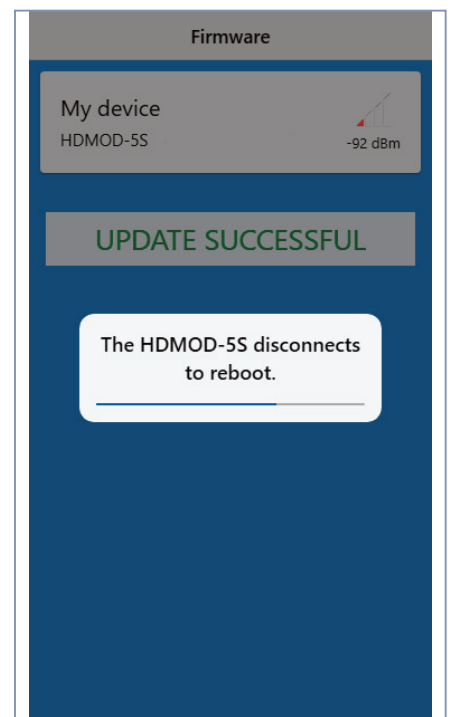 Firmware
My device
HDMOD-5S
-92 dBm
UPDATE SUCCESSFUL
The HDMOD-5S disconnects
to reboot.